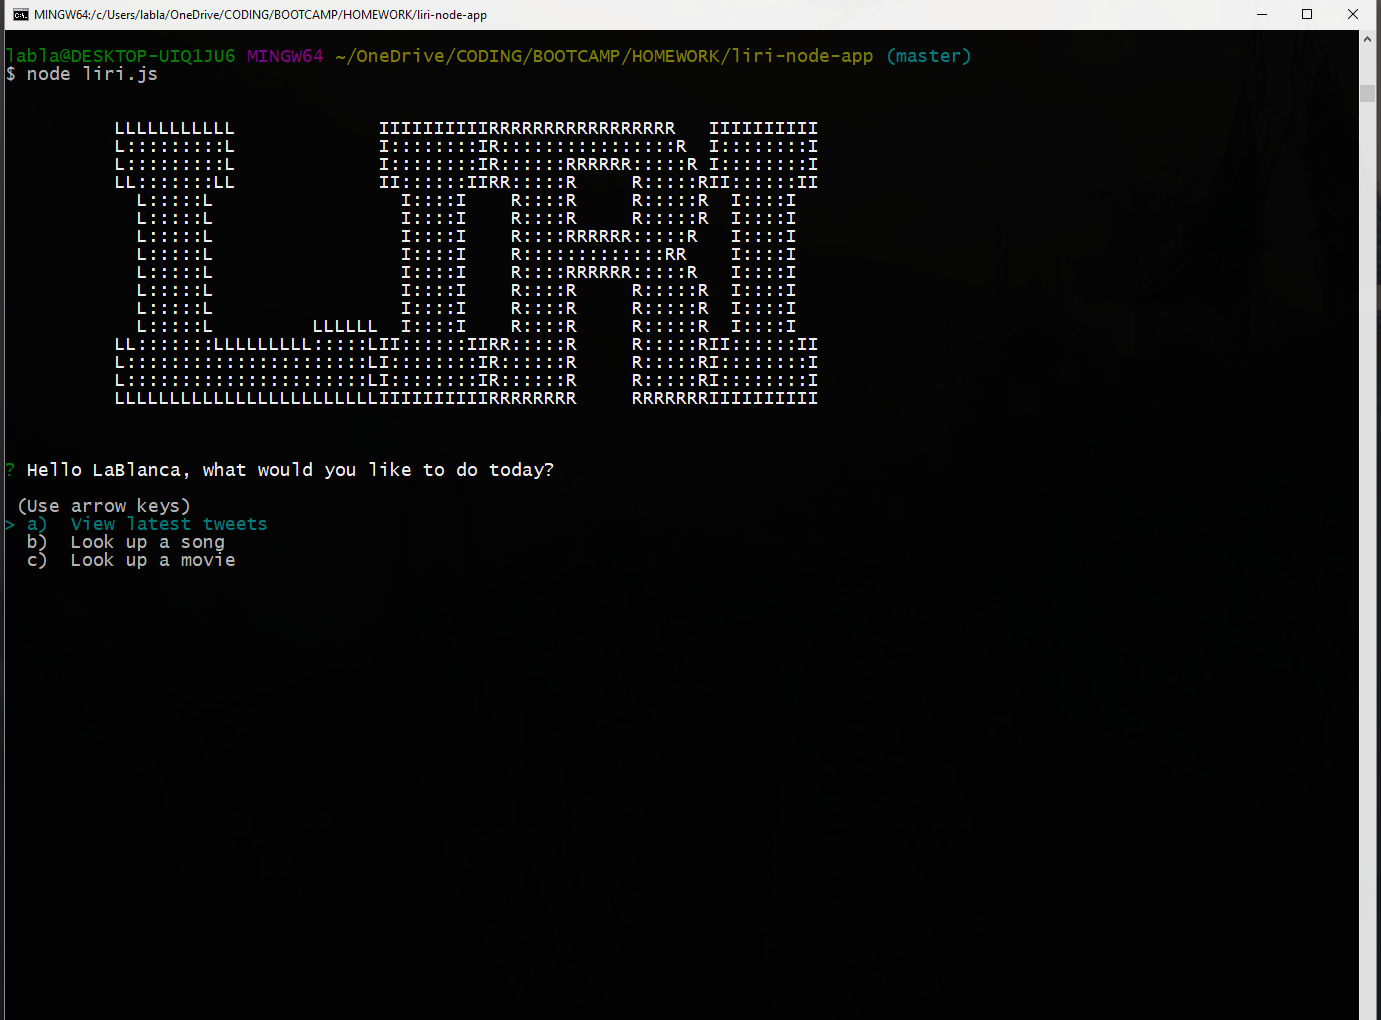 MINGW64:/c/Users/labla/OneDrive/CODING/BOOTCAMP/HOMEWORK/liri-node-app
labla@DESKTOP-UIQ1JU6 MINGW64 ~/OneDrive/CODING/BOOTCAMP/HOMEWORK/liri-node-app (master)
$ node liri.js
LLLLLLLLLLL             IIIIIIIIIIRRRRRRRRRRRRRRRRR   IIIIIIIIII
L:::::::::L             I::::::::IR::::::::::::::::R  I::::::::I
L:::::::::L             I::::::::IR::::::RRRRRR:::::R I::::::::I
LL:::::::LL             II::::::IIRR:::::R     R:::::RII::::::II
  L:::::L                 I::::I    R::::R     R:::::R  I::::I
  L:::::L                 I::::I    R::::R     R:::::R  I::::I
  L:::::L                 I::::I    R::::RRRRRR:::::R   I::::I
  L:::::L                 I::::I    R:::::::::::::RR    I::::I
  L:::::L                 I::::I    R::::RRRRRR:::::R   I::::I
  L:::::L                 I::::I    R::::R     R:::::R  I::::I
  L:::::L                 I::::I    R::::R     R:::::R  I::::I
  L:::::L         LLLLLL  I::::I    R::::R     R:::::R  I::::I
LL:::::::LLLLLLLLL:::::LII::::::IIRR:::::R     R:::::RII::::::II
L::::::::::::::::::::::LI::::::::IR::::::R     R:::::RI::::::::I
L::::::::::::::::::::::LI::::::::IR::::::R     R:::::RI::::::::I
LLLLLLLLLLLLLLLLLLLLLLLLIIIIIIIIIIRRRRRRRR     RRRRRRRIIIIIIIIII
? Hello LaBlanca, what would you like to do today?
(Use arrow keys)
> a)  View latest tweets
b)  Look up a song
c)  Look up a movie